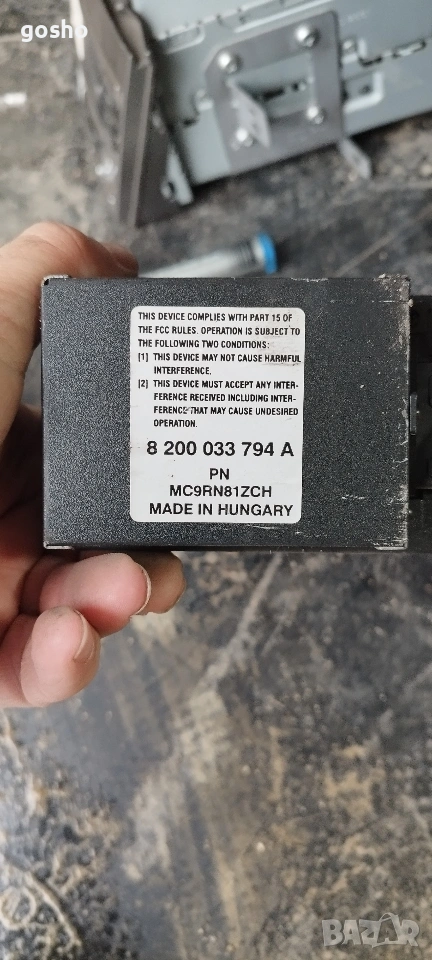 gosho
THIS DEVICE COMPLIES WITH PART 15 OF
THE FCC RULES. OPERATION IS SUBJECT TO
THE FOLLOWING TWO CONDITIONS:
[1] THIS DEVICE MAY NOT CAUSE HARMFUL
INTERFERENCE,
[2] THIS DEVICE MUST ACCEPT ANY INTER-
FERENCE RECEIVED INCLUDING INTER-
FERENCE THAT MAY CAUSE UNDESIRED
OPERATION.
8 200 033 794 A
PN
MC9RN81ZCH
MADE IN HUNGARY
BAZAR